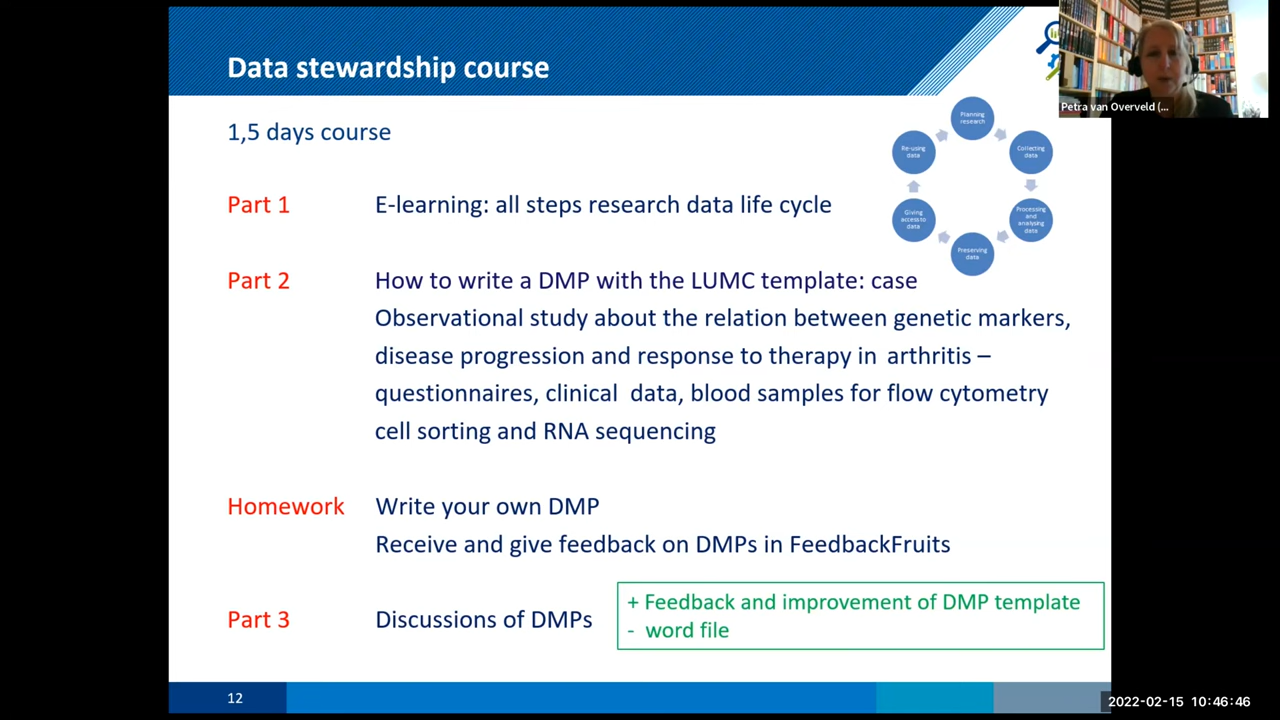 Data stewardship course
Petra van Overveld (...
1,5 days course
Planning
research
Collecting
data
Processing
and
analysing
data
Preserving
data
Giving
access to
data
Re-using
data
Part 1 E-learning: all steps research data life cycle
Part 2 How to write a DMP with the LUMC template: case
Observational study about the relation between genetic markers,
disease progression and response to therapy in arthritis –
questionnaires, clinical data, blood samples for flow cytometry
cell sorting and RNA sequencing
Homework Write your own DMP
Receive and give feedback on DMPs in FeedbackFruits
Part 3 Discussions of DMPs
+ Feedback and improvement of DMP template
- word file
12
2022-02-15 10:46:46